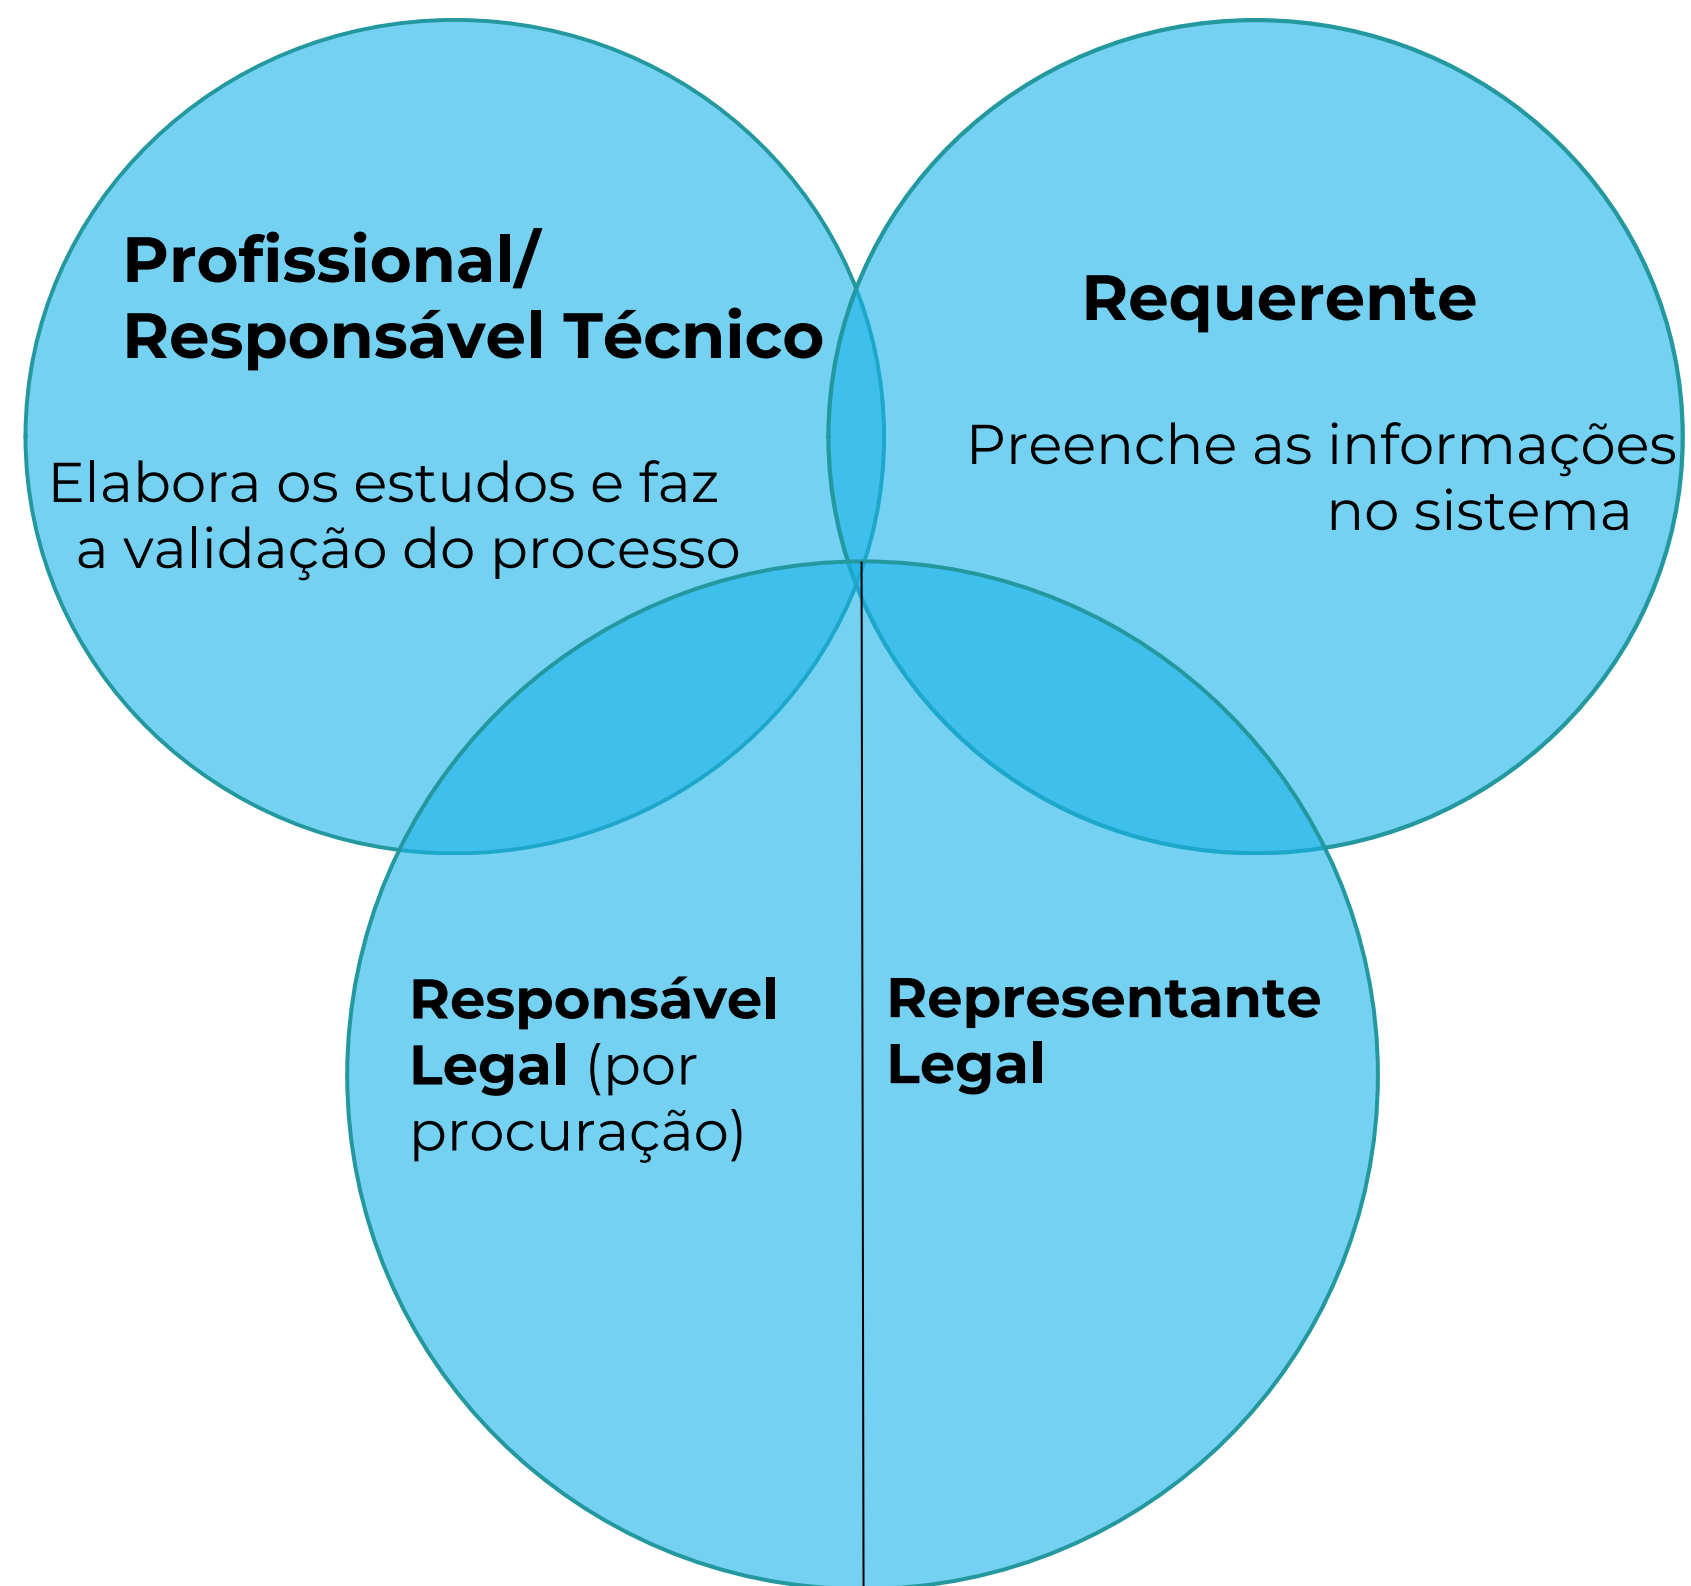 Profissional/
Responsável Técnico
Elabora os estudos e faz
a validação do processo
Requerente
Preenche as informações
no sistema
Responsável
Legal (por
procuração)
Representante
Legal